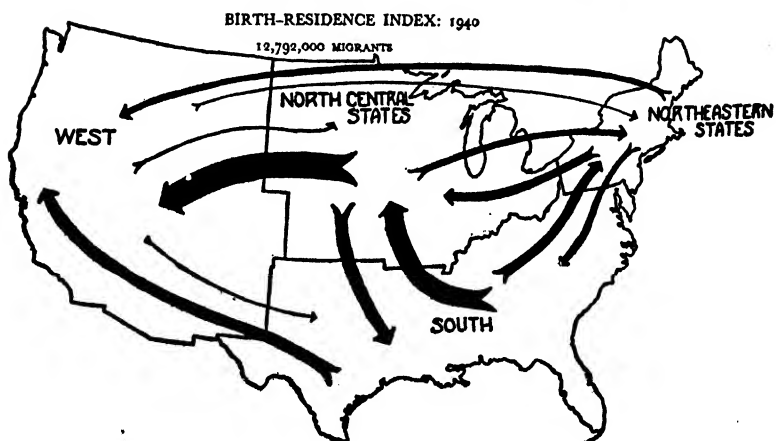 BIRTH-RESIDENCE INDEX: 1940
12,792,000 MIGRANTS
NORTH CENTRAL
STATES
NORTHEASTERN
STATES
WEST
SOUTH